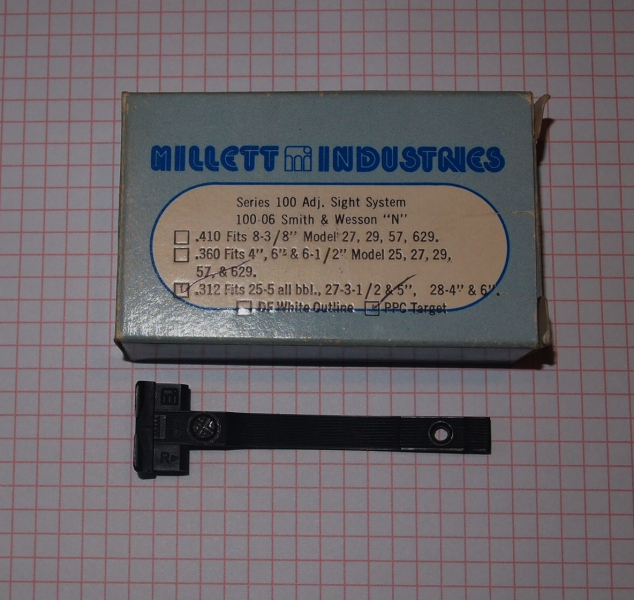 MILLETT mi INDUSTRIES
Series 100 Adj. Sight System
100-06 Smith & Wesson "N"
.410 Fits 8-3/8" Model 27, 29, 57, 629.
.360 Fits 4", 6" & 6-1/2" Model 25, 27, 29,
57, & 629.
.312 Fits 25-5 all bbl., 27-3-1/2 & 5", 28-4" & 6".
DF White Outline PPC Target
mi
R